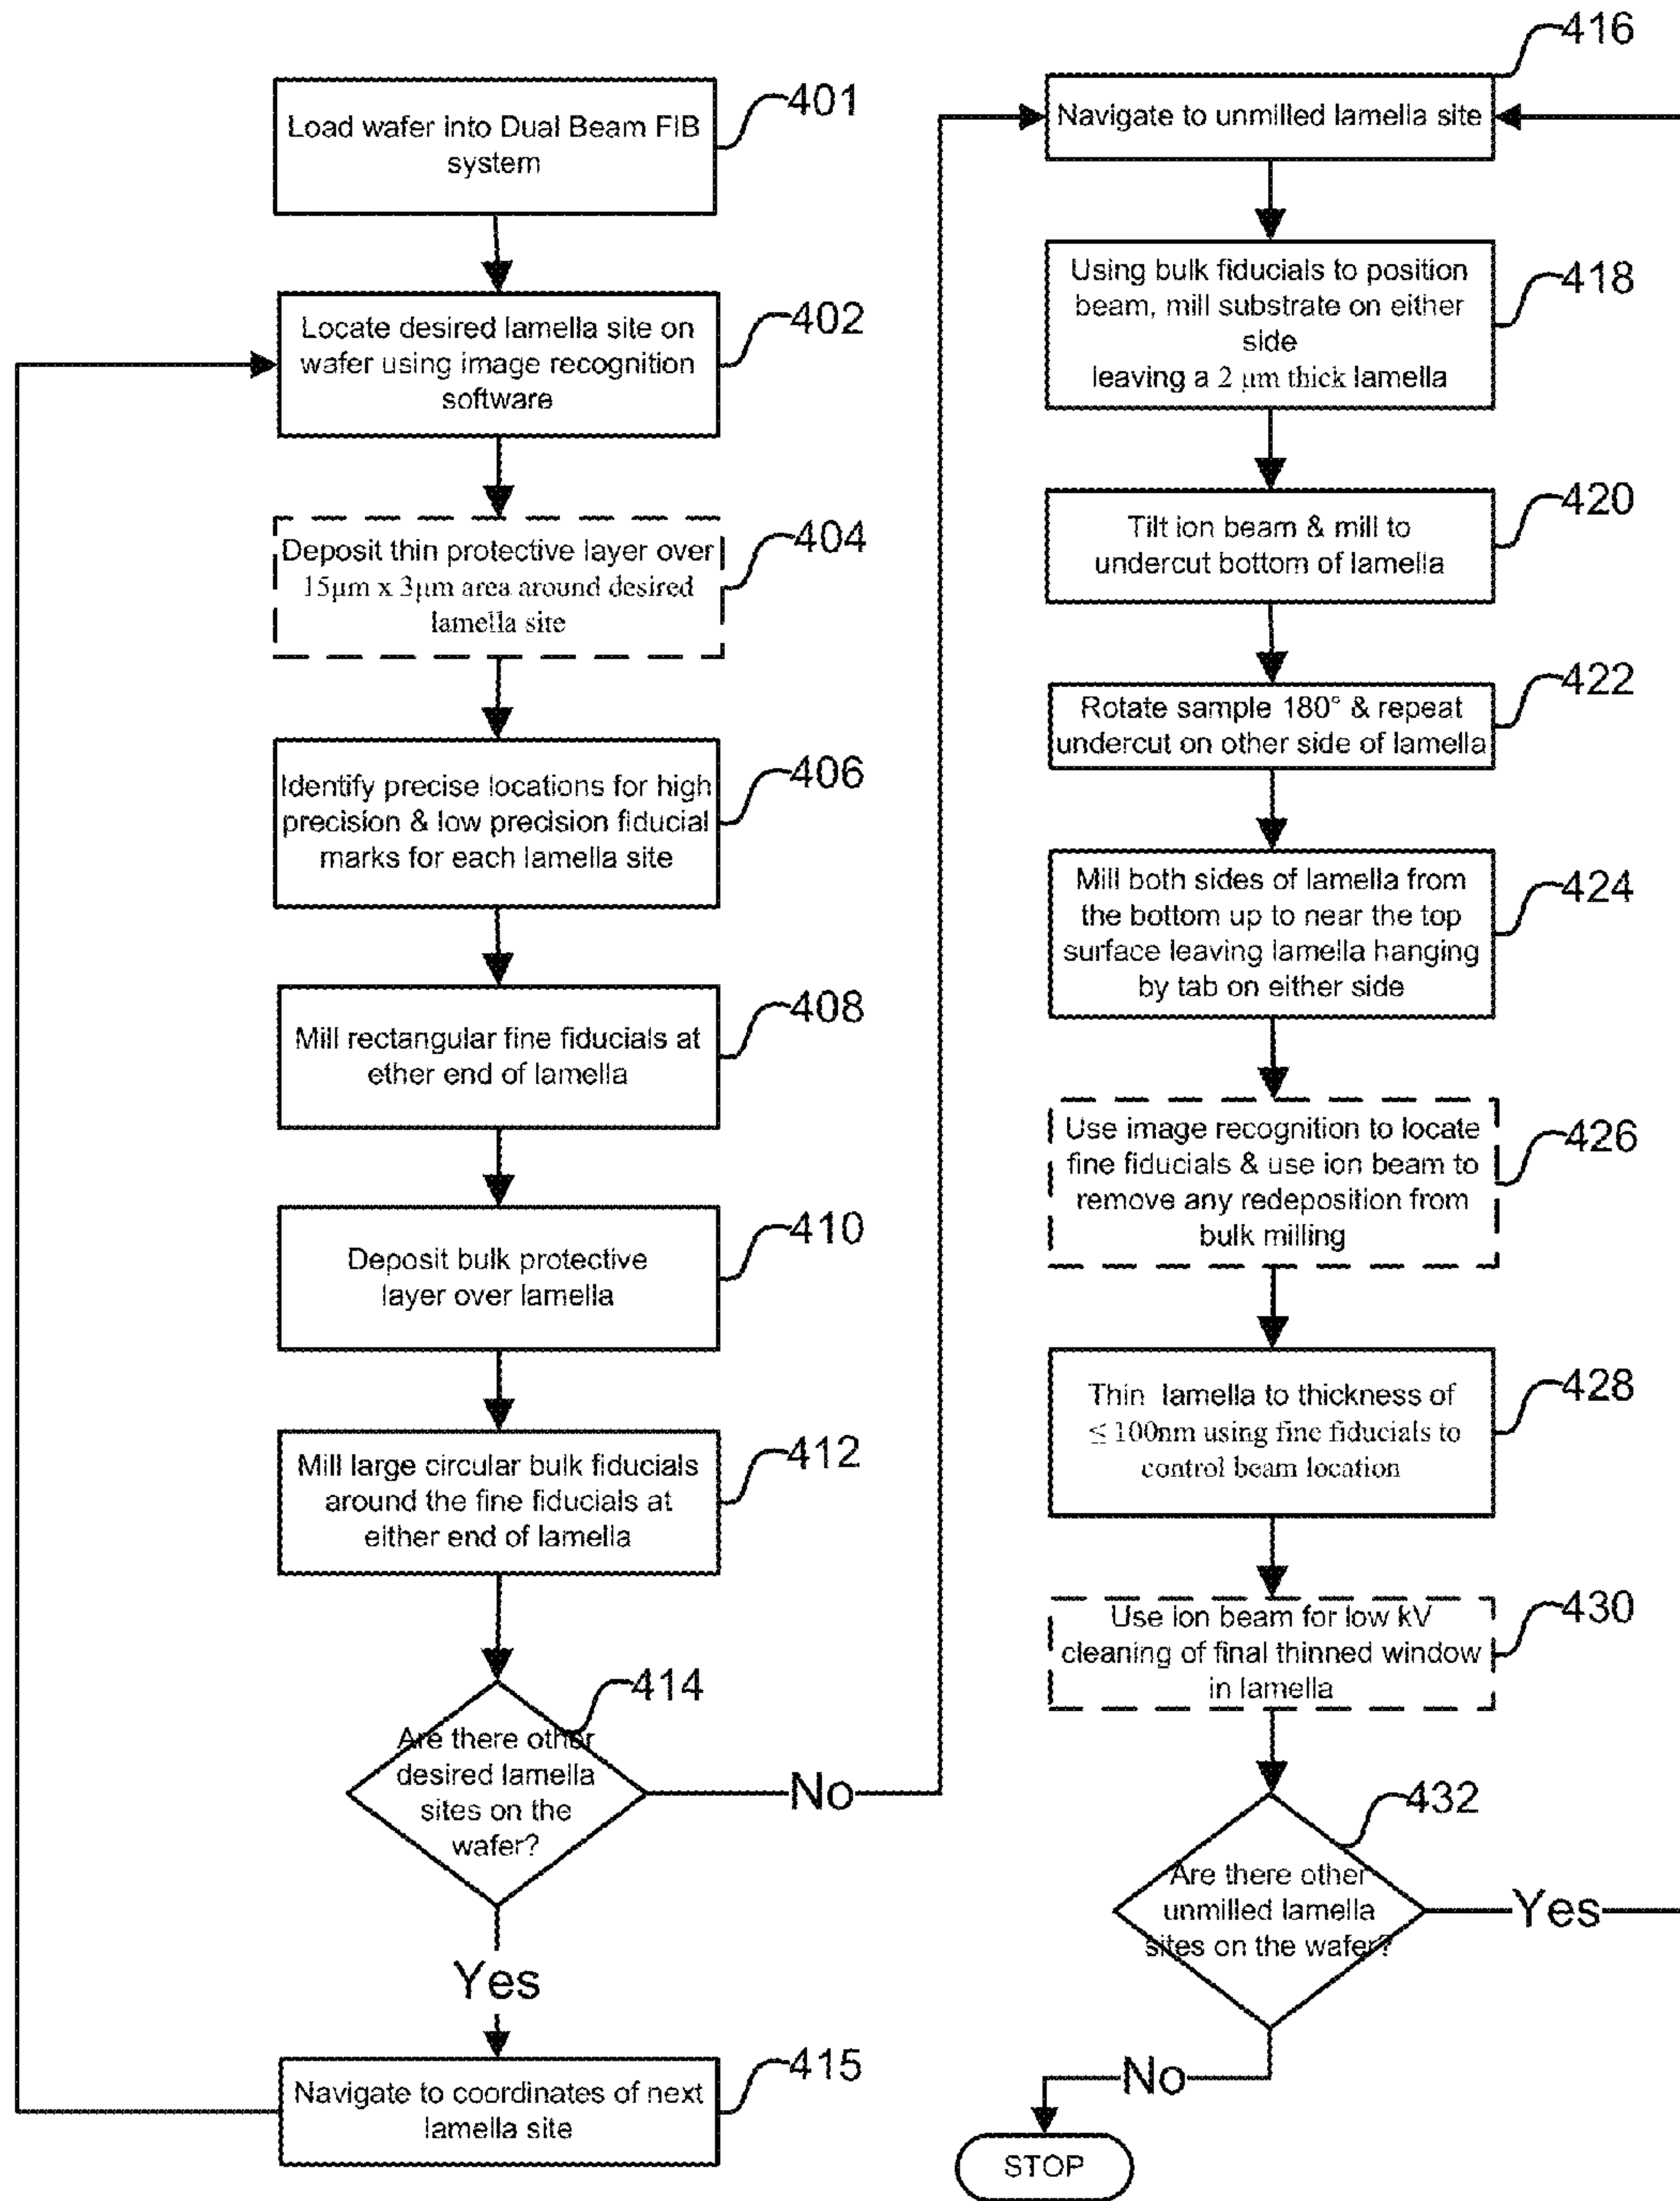 401
Load wafer into Dual Beam FIB
system
402
Locate desired lamella site on
wafer using image recognition
software
404
Deposit thin protective layer over
15μm x 3μm area around desired
lamella site
406
Identify precise locations for high
precision & low precision fiducial
marks for each lamella site
408
Mill rectangular fine fiducials at
ether end of lamella
410
Deposit bulk protective
layer over lamella
412
Mill large circular bulk fiducials
around the fine fiducials at
either end of lamella
414
Are there other
desired lamella
sites on the
wafer?
No
Yes
415
Navigate to coordinates of next
lamella site
416
Navigate to unmilled lamella site
418
Using bulk fiducials to position
beam, mill substrate on either
side
leaving a 2 μm thick lamella
420
Tilt ion beam & mill to
undercut bottom of lamella
422
Rotate sample 180° & repeat
undercut on other side of lamella
424
Mill both sides of lamella from
the bottom up to near the top
surface leaving lamella hanging
by tab on either side
426
Use image recognition to locate
fine fiducials & use ion beam to
remove any redeposition from
bulk milling
428
Thin lamella to thickness of
≤ 100nm using fine fiducials to
control beam location
430
Use ion beam for low kV
cleaning of final thinned window
in lamella
432
Are there other
unmilled lamella
sites on the wafer?
Yes
No
STOP